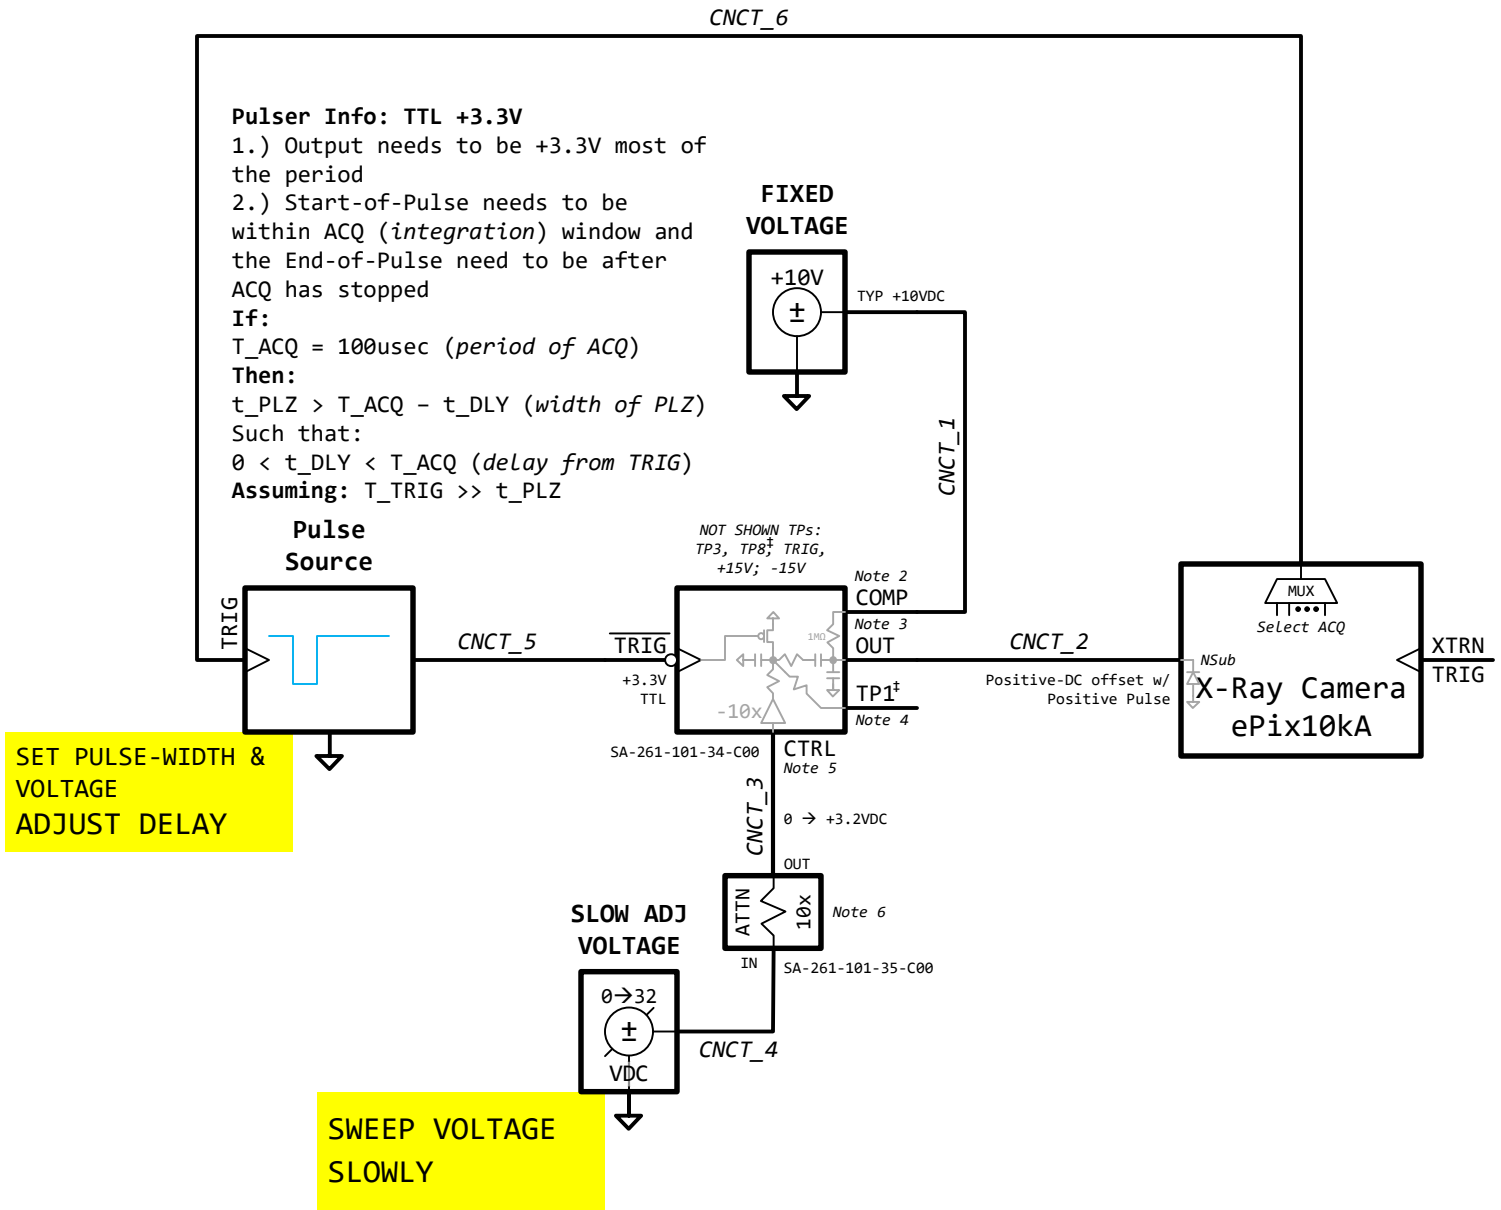 CNCT_6
Pulser Info: TTL +3.3V
1.) Output needs to be +3.3V most of
the period
2.) Start-of-Pulse needs to be
within ACQ (integration) window and
the End-of-Pulse need to be after
ACQ has stopped
If:
T_ACQ = 100usec (period of ACQ)
Then:
t_PLZ > T_ACQ – t_DLY (width of PLZ)
Such that:
0 < t_DLY < T_ACQ (delay from TRIG)
Assuming: T_TRIG >> t_PLZ
FIXED
VOLTAGE
+10V
±
TYP +10VDC
CNCT_1
Pulse
Source
TRIG
CNCT_5
NOT SHOWN TPs:
TP3, TP8‡, TRIG,
+15V; -15V
Note 2
COMP
Note 3
OUT
1MΩ
TRIG
+3.3V
TTL
TP1‡
Note 4
-10x
SA-261-101-34-C00
CTRL
Note 5
CNCT_2
Positive-DC offset w/
Positive Pulse
MUX
Select ACQ
NSub
X-Ray Camera
ePix10kA
XTRN
TRIG
SET PULSE-WIDTH &
VOLTAGE
ADJUST DELAY
CNCT_3
0 → +3.2VDC
OUT
ATTN
10x
Note 6
IN
SA-261-101-35-C00
SLOW ADJ
VOLTAGE
0→32
±
VDC
CNCT_4
SWEEP VOLTAGE
SLOWLY